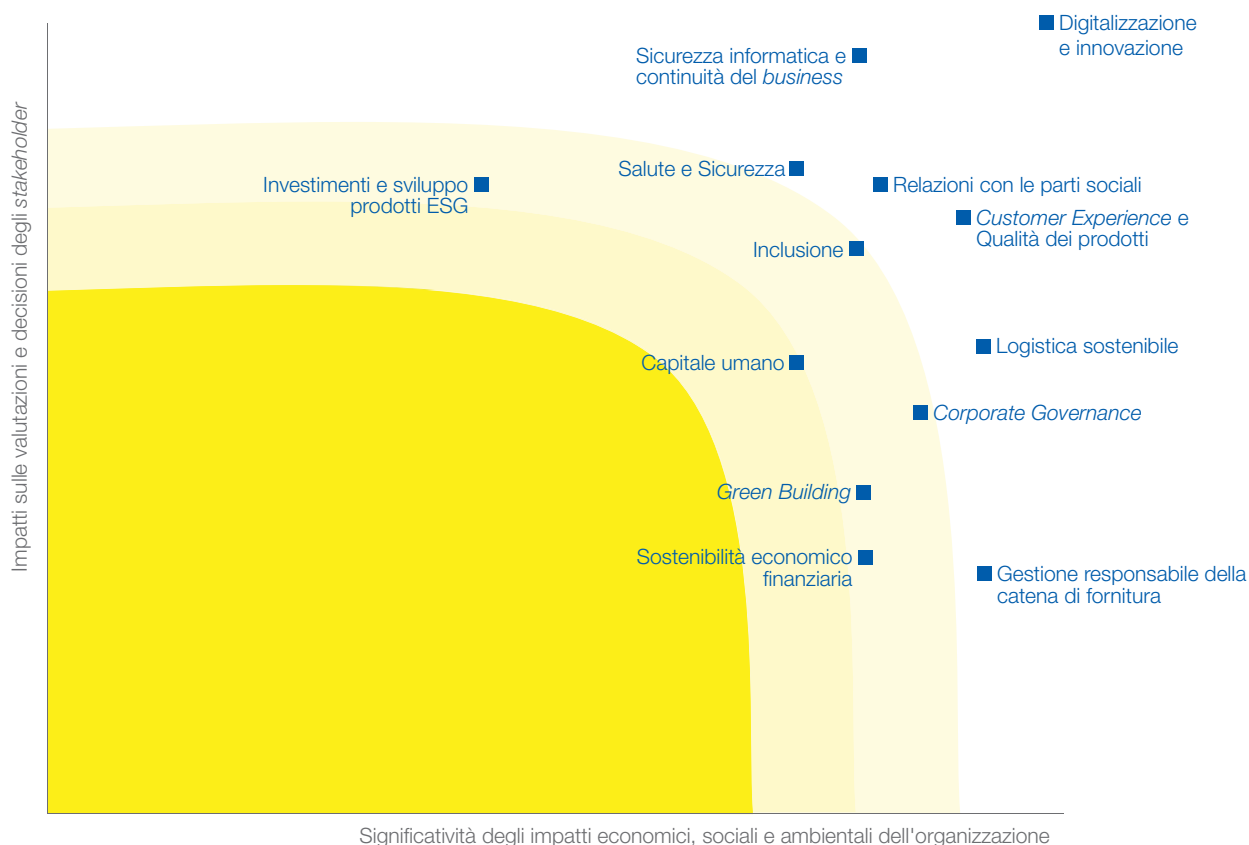 Digitalizzazione
e innovazione
Sicurezza informatica e
continuità del business
Salute e Sicurezza
Investimenti e sviluppo
prodotti ESG
Relazioni con le parti sociali
Customer Experience e
Qualità dei prodotti
Inclusione
Logistica sostenibile
Capitale umano
Corporate Governance
Green Building
Sostenibilità economico
finanziaria
Gestione responsabile della
catena di fornitura
Impatti sulle valutazioni e decisioni degli stakeholder
Significatività degli impatti economici, sociali e ambientali dell'organizzazione